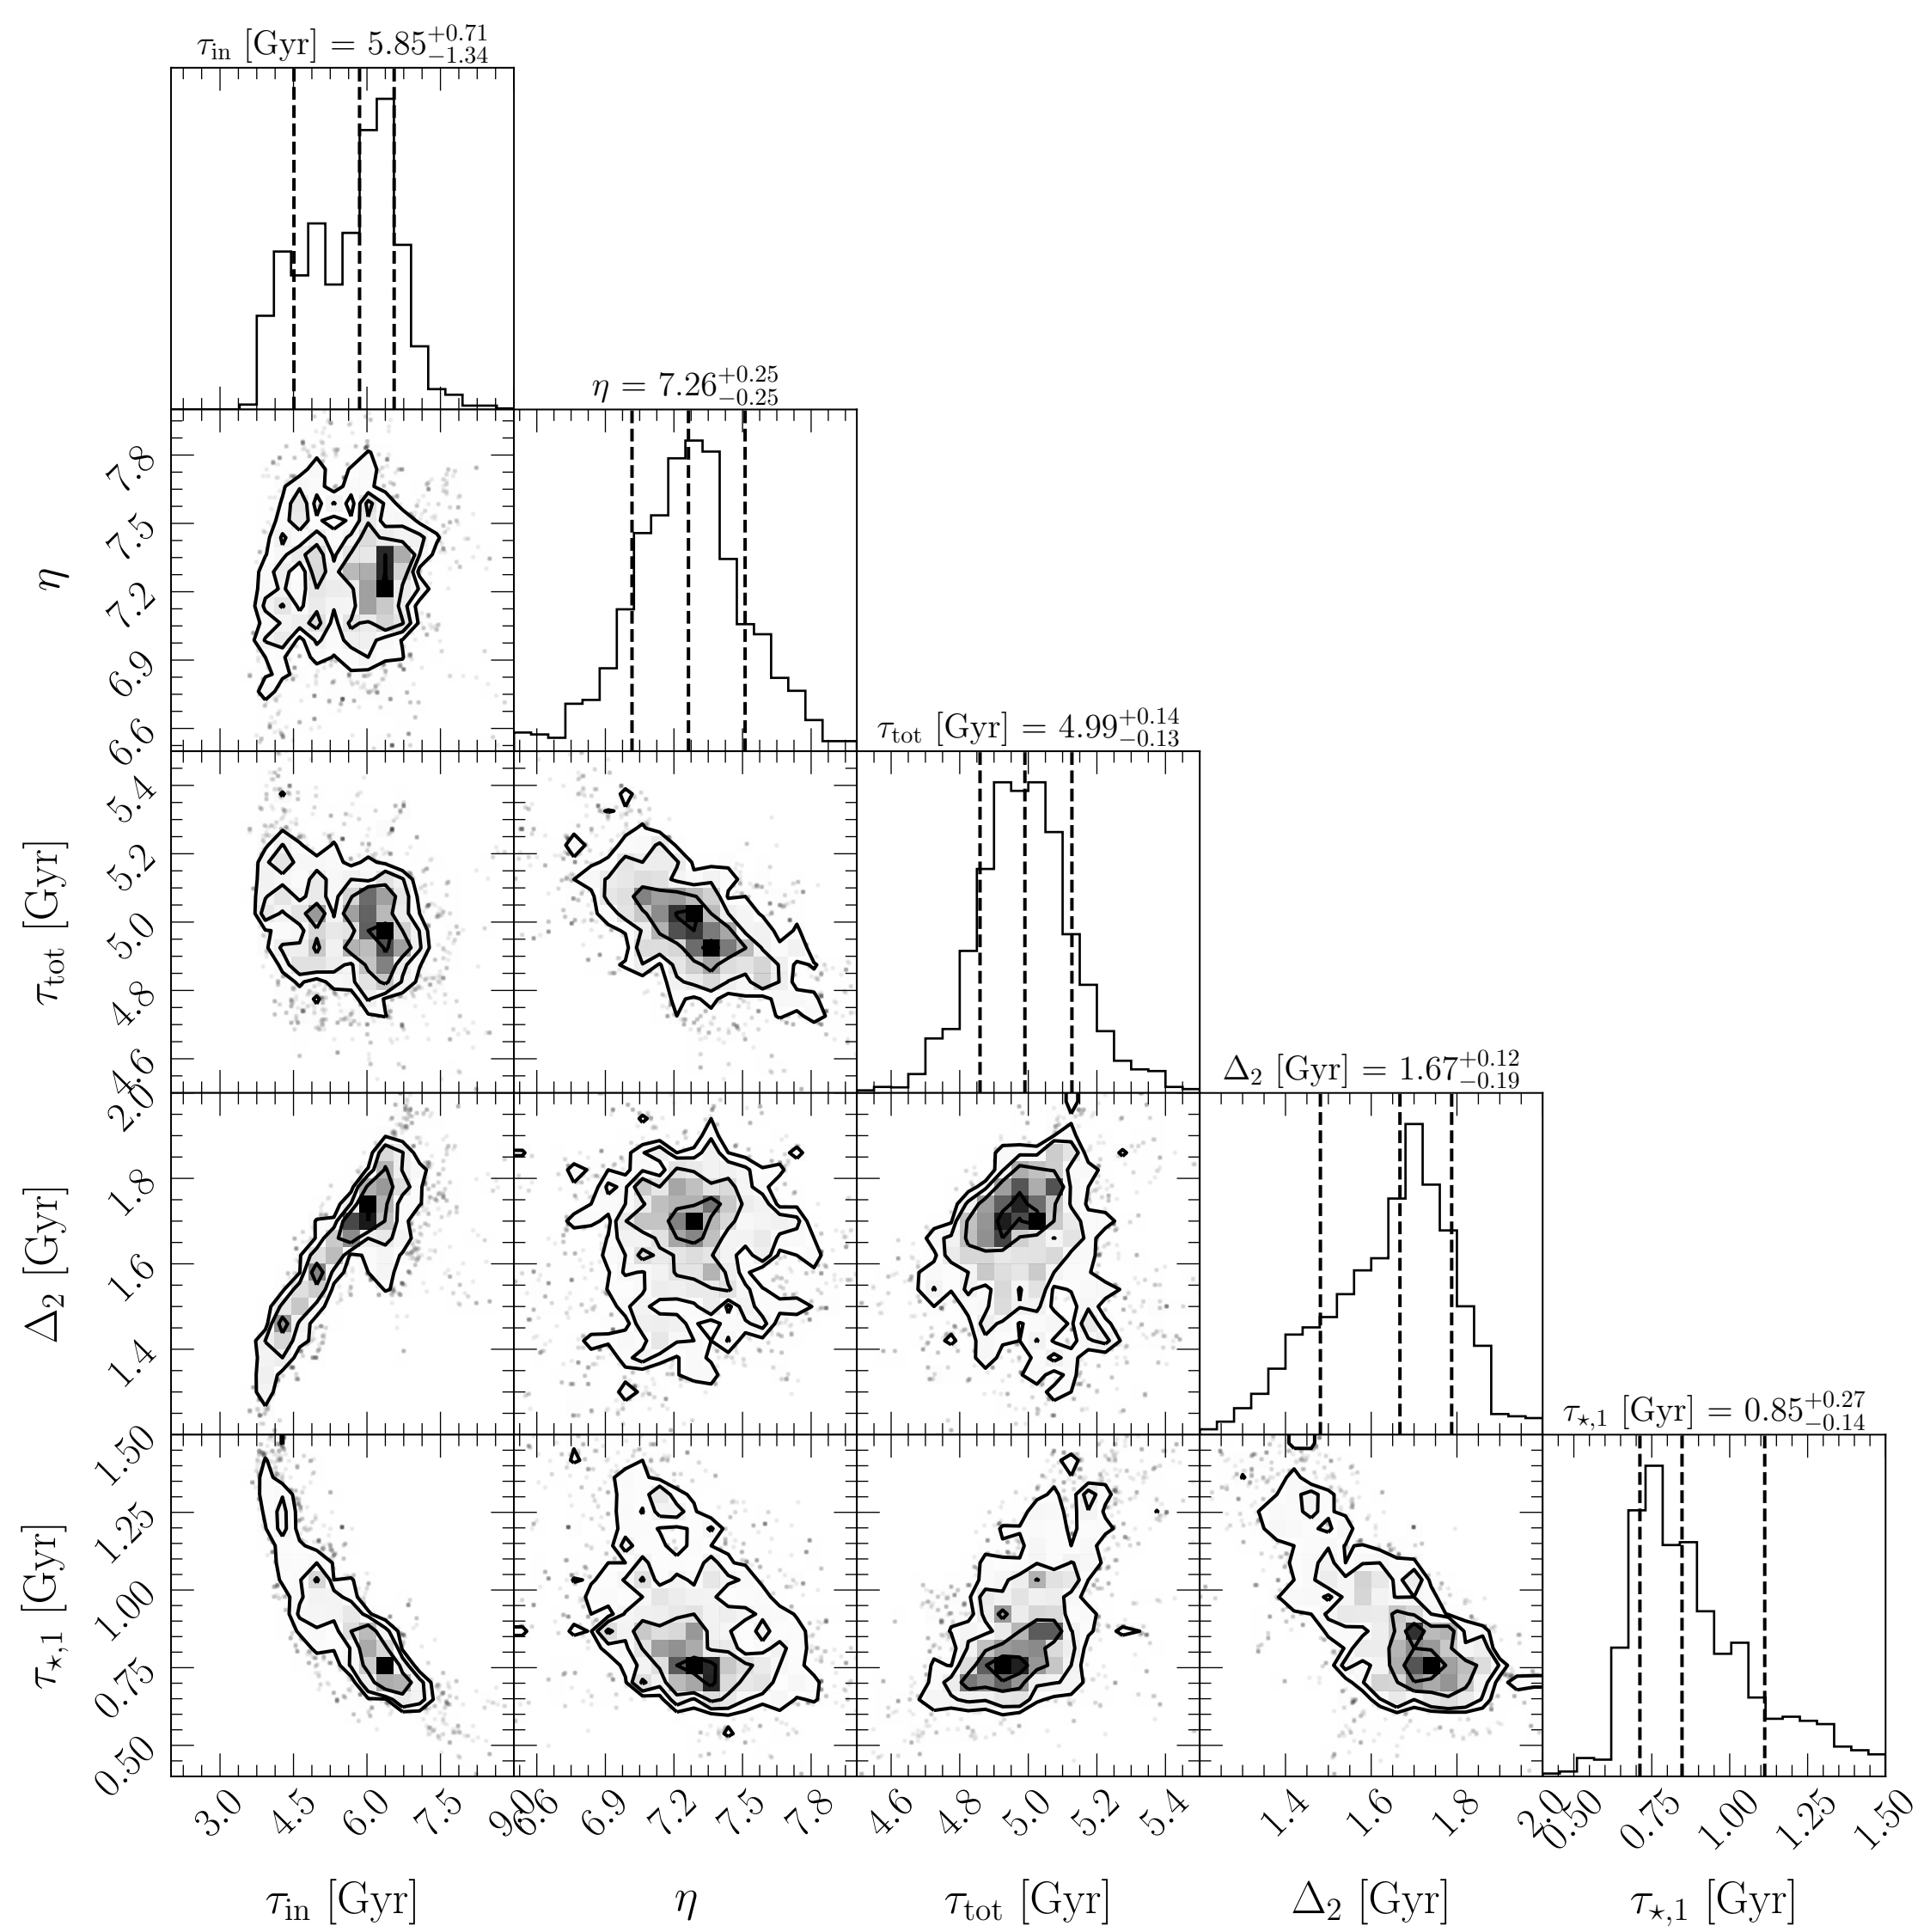 τ_in [Gyr] = 5.85^{+0.71}_{−1.34}
η = 7.26^{+0.25}_{−0.25}
τ_tot [Gyr] = 4.99^{+0.14}_{−0.13}
Δ_2 [Gyr] = 1.67^{+0.12}_{−0.19}
τ_{⋆,1} [Gyr] = 0.85^{+0.27}_{−0.14}
η
7.8
7.5
7.2
6.9
6.6
τ_tot [Gyr]
5.4
5.2
5.0
4.8
4.6
Δ_2 [Gyr]
2.0
1.8
1.6
1.4
τ_{⋆,1} [Gyr]
1.50
1.25
1.00
0.75
0.50
3.0 4.5 6.0 7.5 9.0 6.6 6.9 7.2 7.5 7.8 4.6 4.8 5.0 5.2 5.4 1.4 1.6 1.8 2.0 0.50 0.75 1.00 1.25 1.50
τ_in [Gyr] η τ_tot [Gyr] Δ_2 [Gyr] τ_{⋆,1} [Gyr]